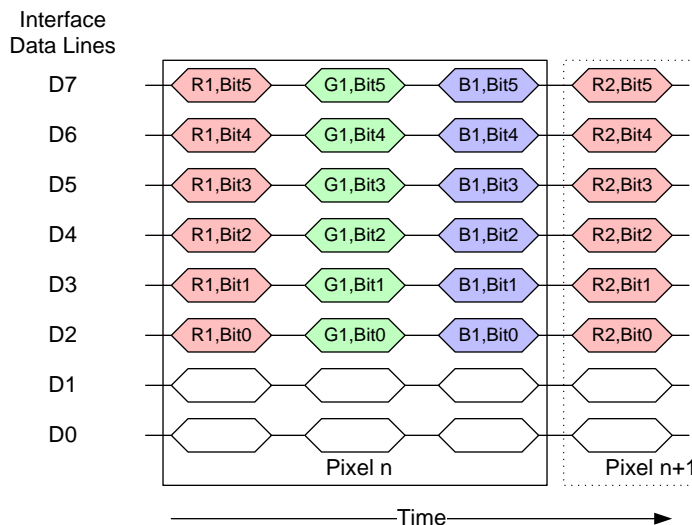 Interface
Data Lines
D7 R1,Bit5 G1,Bit5 B1,Bit5 R2,Bit5
D6 R1,Bit4 G1,Bit4 B1,Bit4 R2,Bit4
D5 R1,Bit3 G1,Bit3 B1,Bit3 R2,Bit3
D4 R1,Bit2 G1,Bit2 B1,Bit2 R2,Bit2
D3 R1,Bit1 G1,Bit1 B1,Bit1 R2,Bit1
D2 R1,Bit0 G1,Bit0 B1,Bit0 R2,Bit0
D1
D0
Pixel n Pixel n+1
Time